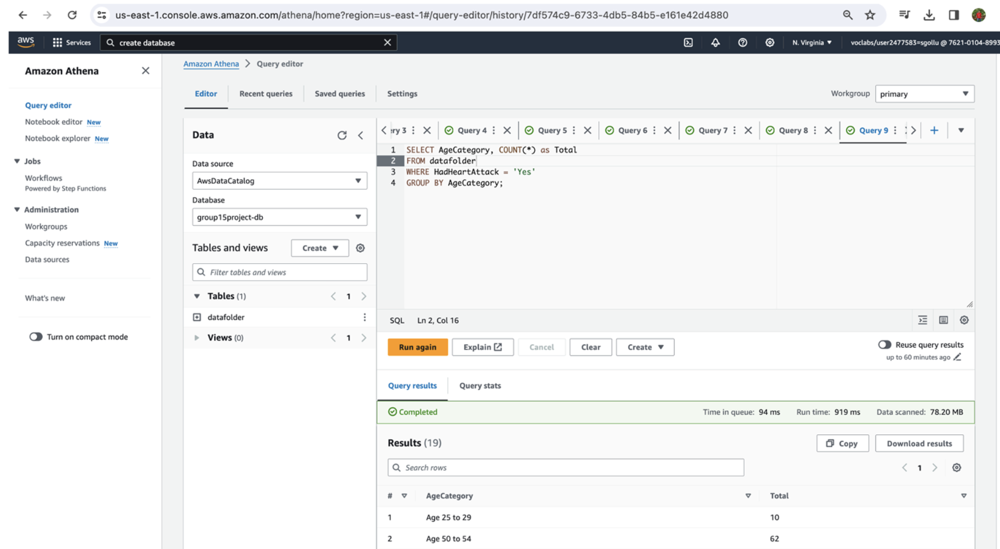 us-east-1.console.aws.amazon.com/athena/home?region=us-east-1#/query-editor/history/7df574c9-6733-4db5-84b5-e161e42d4880
aws
Services
create database
N. Virginia
voclabs/user2477583=sgollu @ 7621-0104-8993
Amazon Athena
Query editor
Notebook editor New
Notebook explorer New
Jobs
Workflows
Powered by Step Functions
Administration
Workgroups
Capacity reservations New
Data sources
What's new
Turn on compact mode
Amazon Athena > Query editor
Editor
Recent queries
Saved queries
Settings
Workgroup
primary
Data
Data source
AwsDataCatalog
Database
group15project-db
Tables and views
Create
Filter tables and views
Tables (1)
1
datafolder
Views (0)
1
ery 3
Query 4
Query 5
Query 6
Query 7
Query 8
Query 9
1 SELECT AgeCategory, COUNT(*) as Total
2 FROM datafolder
3 WHERE HadHeartAttack = 'Yes'
4 GROUP BY AgeCategory;
SQL
Ln 2, Col 16
Run again
Explain
Cancel
Clear
Create
Reuse query results
up to 60 minutes ago
Query results
Query stats
Completed
Time in queue: 94 ms
Run time: 919 ms
Data scanned: 78.20 MB
Results (19)
Copy
Download results
Search rows
1
# AgeCategory Total
1 Age 25 to 29 10
2 Age 50 to 54 62